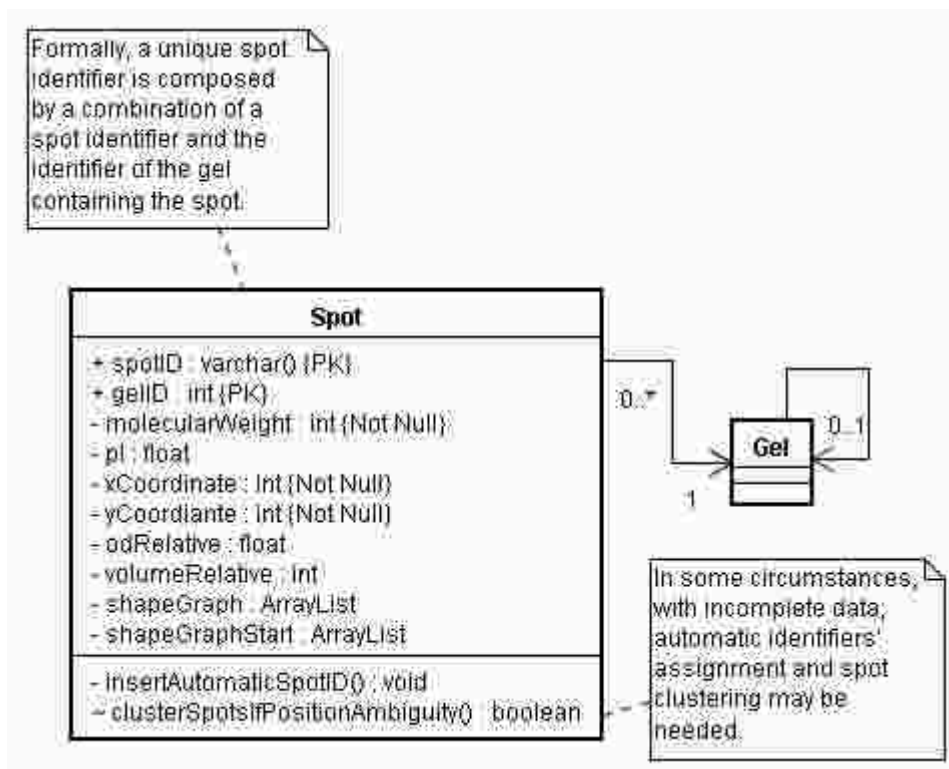 Formally, a unique spot
identifier is composed
by a combination of a
spot identifier and the
identifier of the gel
containing the spot.
Spot
+ spotID : varchar() {PK}
+ gelID : int {PK}
- molecularWeight : int {Not Null}
- pI : float
- xCoordinate : int {Not Null}
- yCoordiante : int {Not Null}
- odRelative : float
- volumeRelative : int
- shapeGraph : ArrayList
- shapeGraphStart : ArrayList
- insertAutomaticSpotID() : void
- clusterSpotsIfPositionAmbiguity() : boolean
0..*
1
Gel
0..1
In some circumstances,
with incomplete data,
automatic identifiers'
assignment and spot
clustering may be
needed.